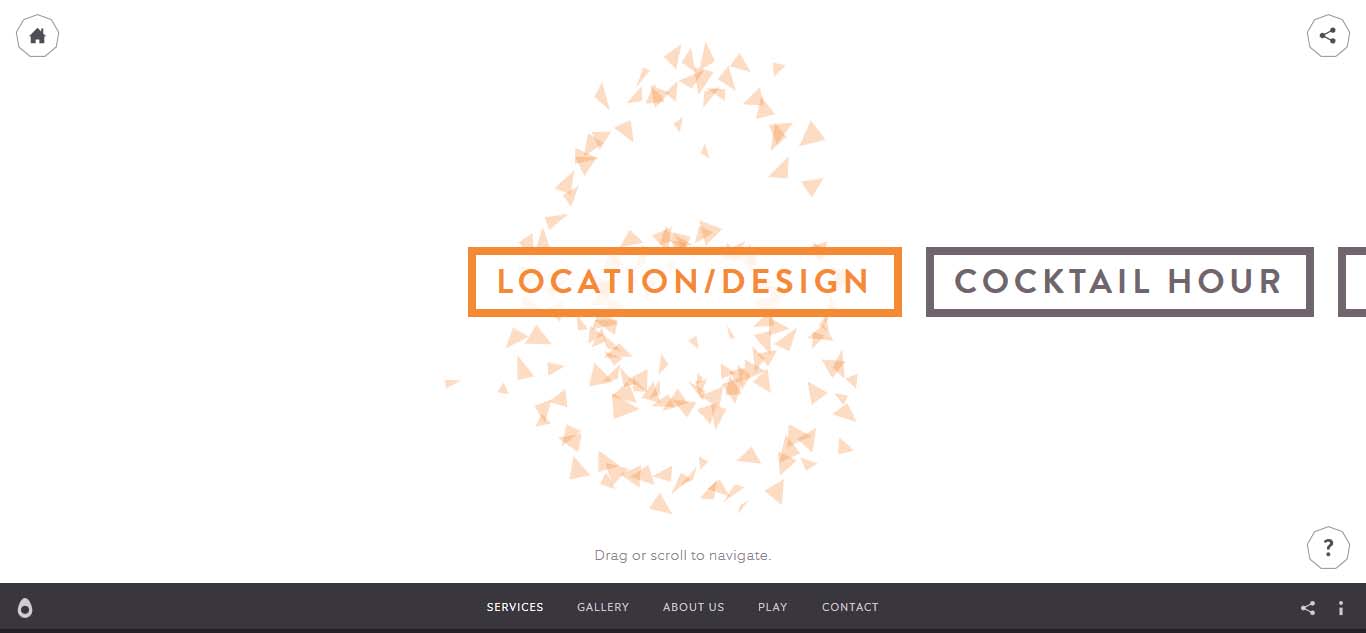 LOCATION/DESIGN
COCKTAIL HOUR
Drag or scroll to navigate.
?
SERVICES GALLERY ABOUT US PLAY CONTACT